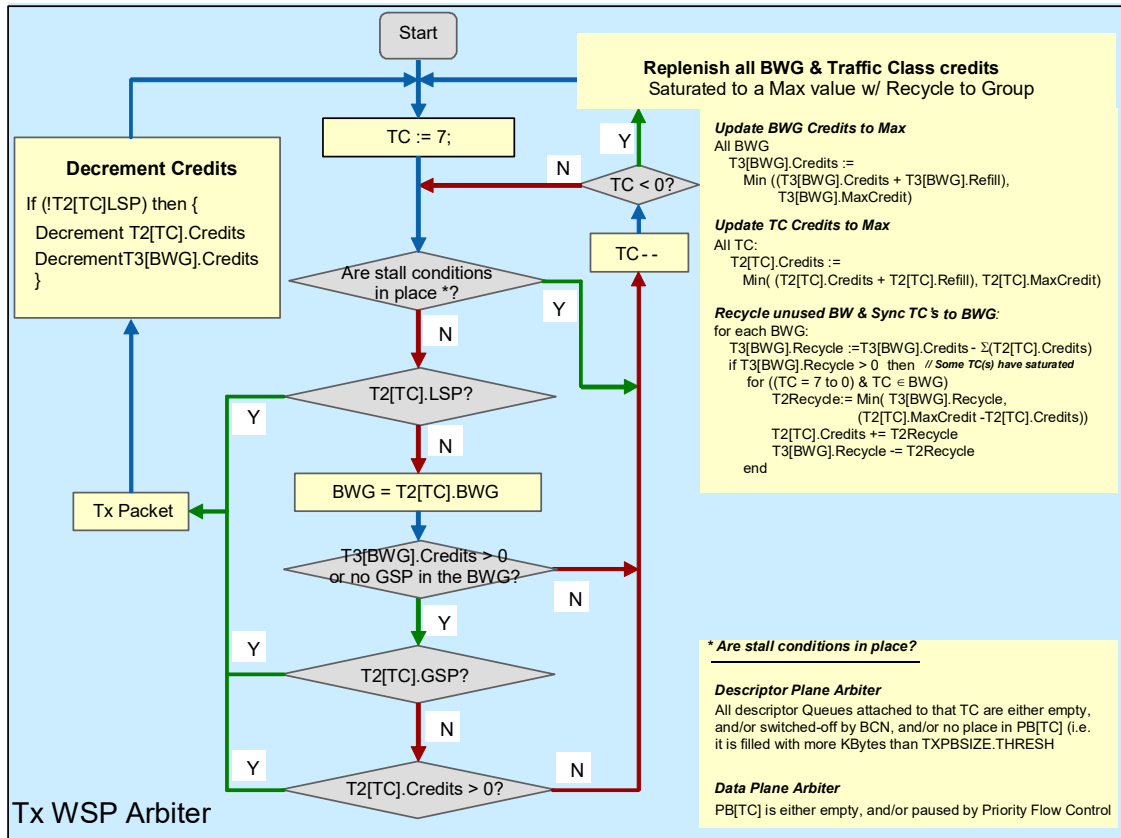 Start
TC := 7;
Replenish all BWG & Traffic Class credits
Saturated to a Max value w/ Recycle to Group
Update BWG Credits to Max
All BWG
T3[BWG].Credits :=
Min ((T3[BWG].Credits + T3[BWG].Refill),
T3[BWG].MaxCredit)
Update TC Credits to Max
All TC:
T2[TC].Credits :=
Min( (T2[TC].Credits + T2[TC].Refill), T2[TC].MaxCredit)
Recycle unused BW & Sync TC's to BWG:
for each BWG:
T3[BWG].Recycle :=T3[BWG].Credits - Σ(T2[TC].Credits)
if T3[BWG].Recycle > 0 then // Some TC(s) have saturated
for ((TC = 7 to 0) & TC ∈ BWG)
T2Recycle:= Min( T3[BWG].Recycle,
(T2[TC].MaxCredit -T2[TC].Credits))
T2[TC].Credits += T2Recycle
T3[BWG].Recycle -= T2Recycle
end
Y
N
TC < 0?
TC - -
Decrement Credits
If (!T2[TC]LSP) then {
Decrement T2[TC].Credits
DecrementT3[BWG].Credits
}
Are stall conditions
in place *?
Y
N
T2[TC].LSP?
Y
N
BWG = T2[TC].BWG
Tx Packet
T3[BWG].Credits > 0
or no GSP in the BWG?
N
Y
T2[TC].GSP?
Y
N
T2[TC].Credits > 0?
Y
N
* Are stall conditions in place?
Descriptor Plane Arbiter
All descriptor Queues attached to that TC are either empty,
and/or switched-off by BCN, and/or no place in PB[TC] (i.e.
it is filled with more KBytes than TXPBSIZE.THRESH
Data Plane Arbiter
PB[TC] is either empty, and/or paused by Priority Flow Control
Tx WSP Arbiter